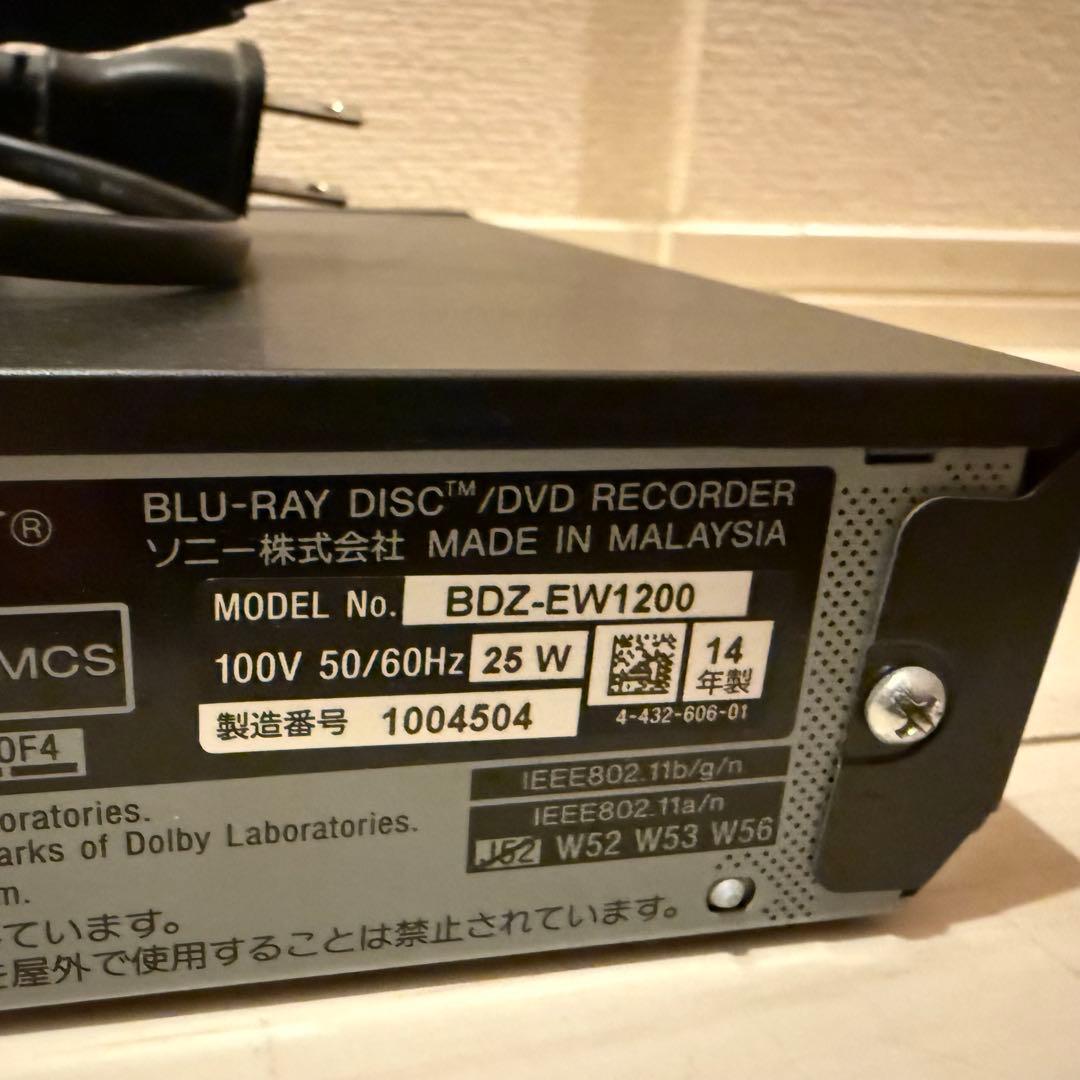 ®
BLU-RAY DISC™/DVD RECORDER
ソニー株式会社 MADE IN MALAYSIA
MODEL No. BDZ-EW1200
100V 50/60Hz 25 W
14
年製
製造番号 1004504
4-432-606-01
MCS
0F4
IEEE802.11b/g/n
IEEE802.11a/n
J52 W52 W53 W56
oratories.
arks of Dolby Laboratories.
m.
ています。
を屋外で使用することは禁止されています。